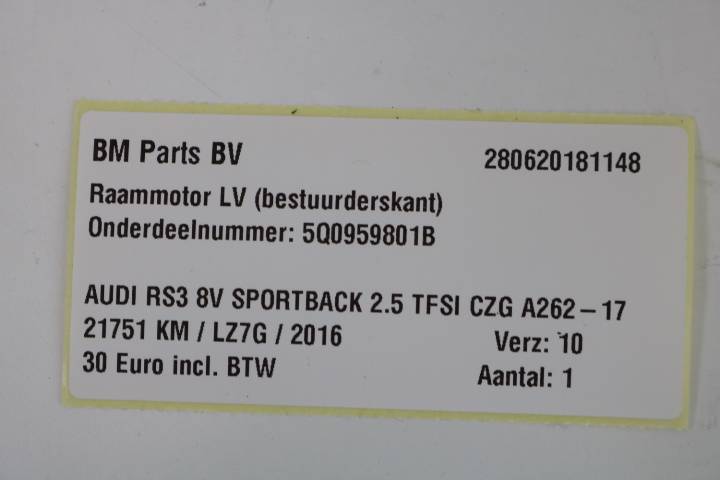 BM Parts BV 280620181148
Raammotor LV (bestuurderskant)
Onderdeelnummer: 5Q0959801B
AUDI RS3 8V SPORTBACK 2.5 TFSI CZG A262-17
21751 KM / LZ7G / 2016 Verz: 10
30 Euro incl. BTW Aantal: 1